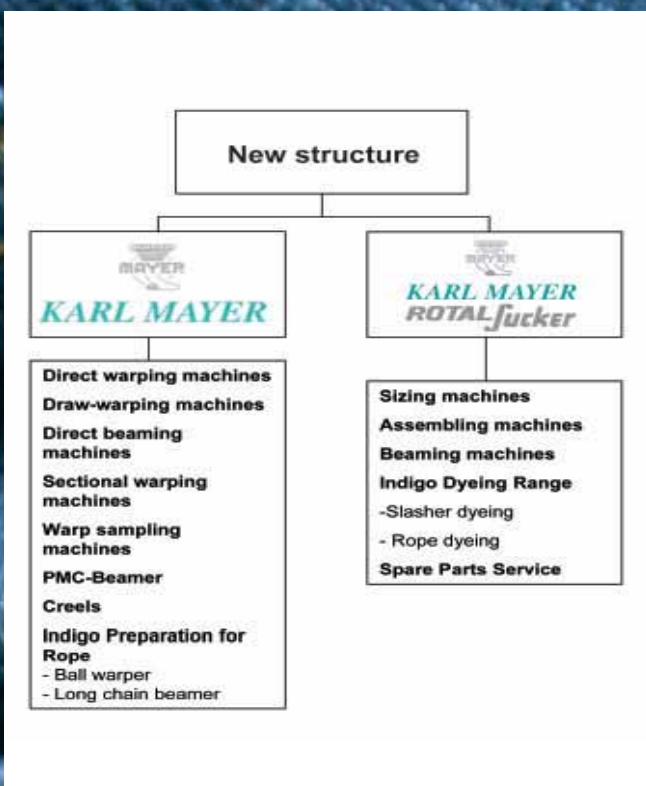 New structure
MAYER
KARL MAYER
Direct warping machines
Draw-warping machines
Direct beaming
machines
Sectional warping
machines
Warp sampling
machines
PMC-Beamer
Creels
Indigo Preparation for
Rope
- Ball warper
- Long chain beamer
MAYER
KARL MAYER
ROTAL Sucker
Sizing machines
Assembling machines
Beaming machines
Indigo Dyeing Range
-Slasher dyeing
- Rope dyeing
Spare Parts Service